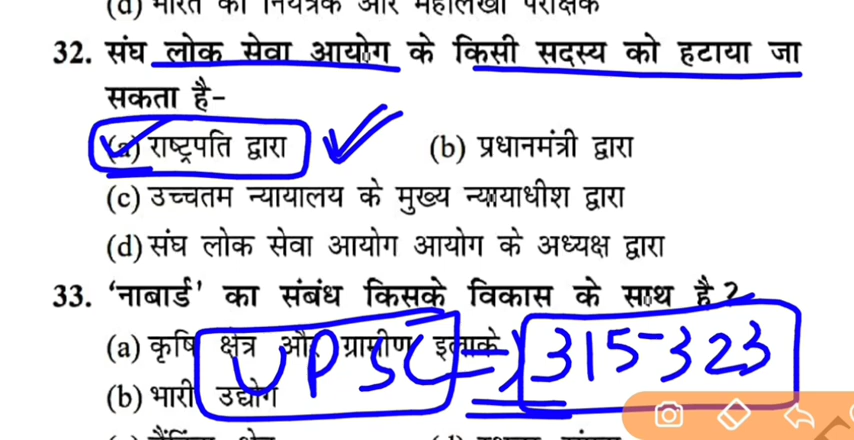 (d) भारत का नियंत्रक और महालेखा परीक्षक
32. संघ लोक सेवा आयोग के किसी सदस्य को हटाया जा
सकता है-
(a) राष्ट्रपति द्वारा (b) प्रधानमंत्री द्वारा
(c) उच्चतम न्यायालय के मुख्य न्यायाधीश द्वारा
(d) संघ लोक सेवा आयोग आयोग के अध्यक्ष द्वारा
33. 'नाबार्ड' का संबंध किसके विकास के साथ है ?
(a) कृषि क्षेत्र और ग्रामीण इलाके
UPSC => 315-323
(b) भारी उद्योग